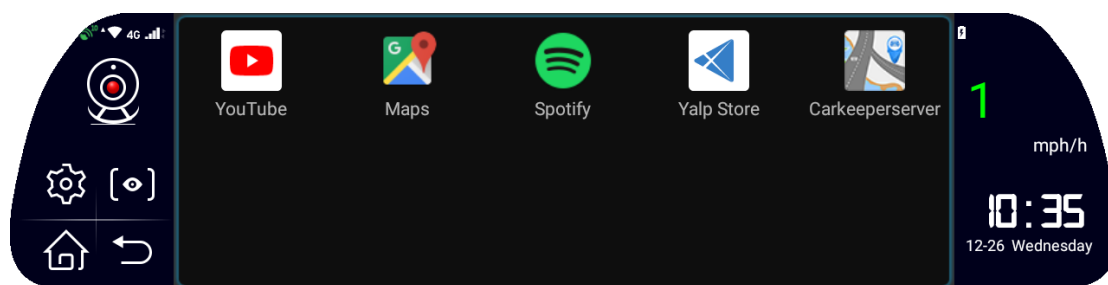 4G
YouTube
Maps
Spotify
Yalp Store
Carkeeperserver
1
mph/h
10:35
12-26 Wednesday